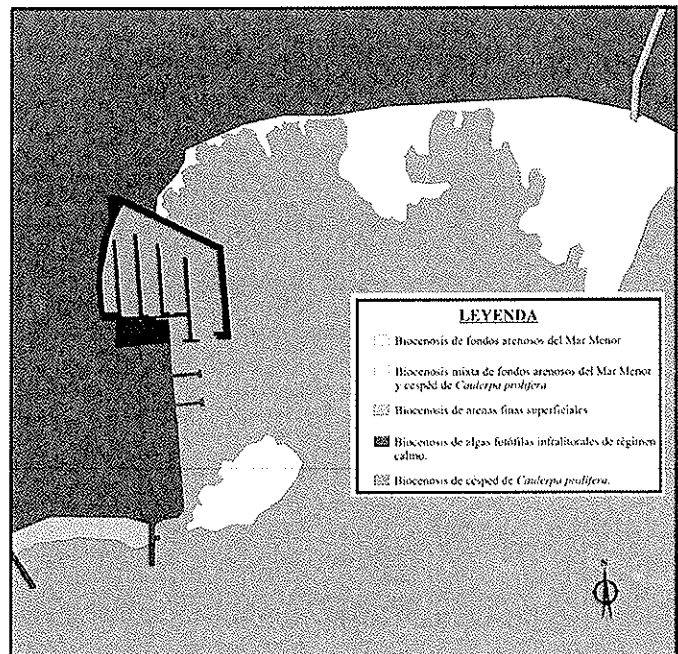 LEYENDA
Biocenosis de fondos arenosos del Mar Menor
Biocenosis mixta de fondos arenosos del Mar Menor
y cespéd de Caulerpa prolifera
Biocenosis de arenas finas superficiales
Biocenosis de algas fotófilas infralitorales de régimen
calmo.
Biocenosis de césped de Caulerpa prolifera.
N